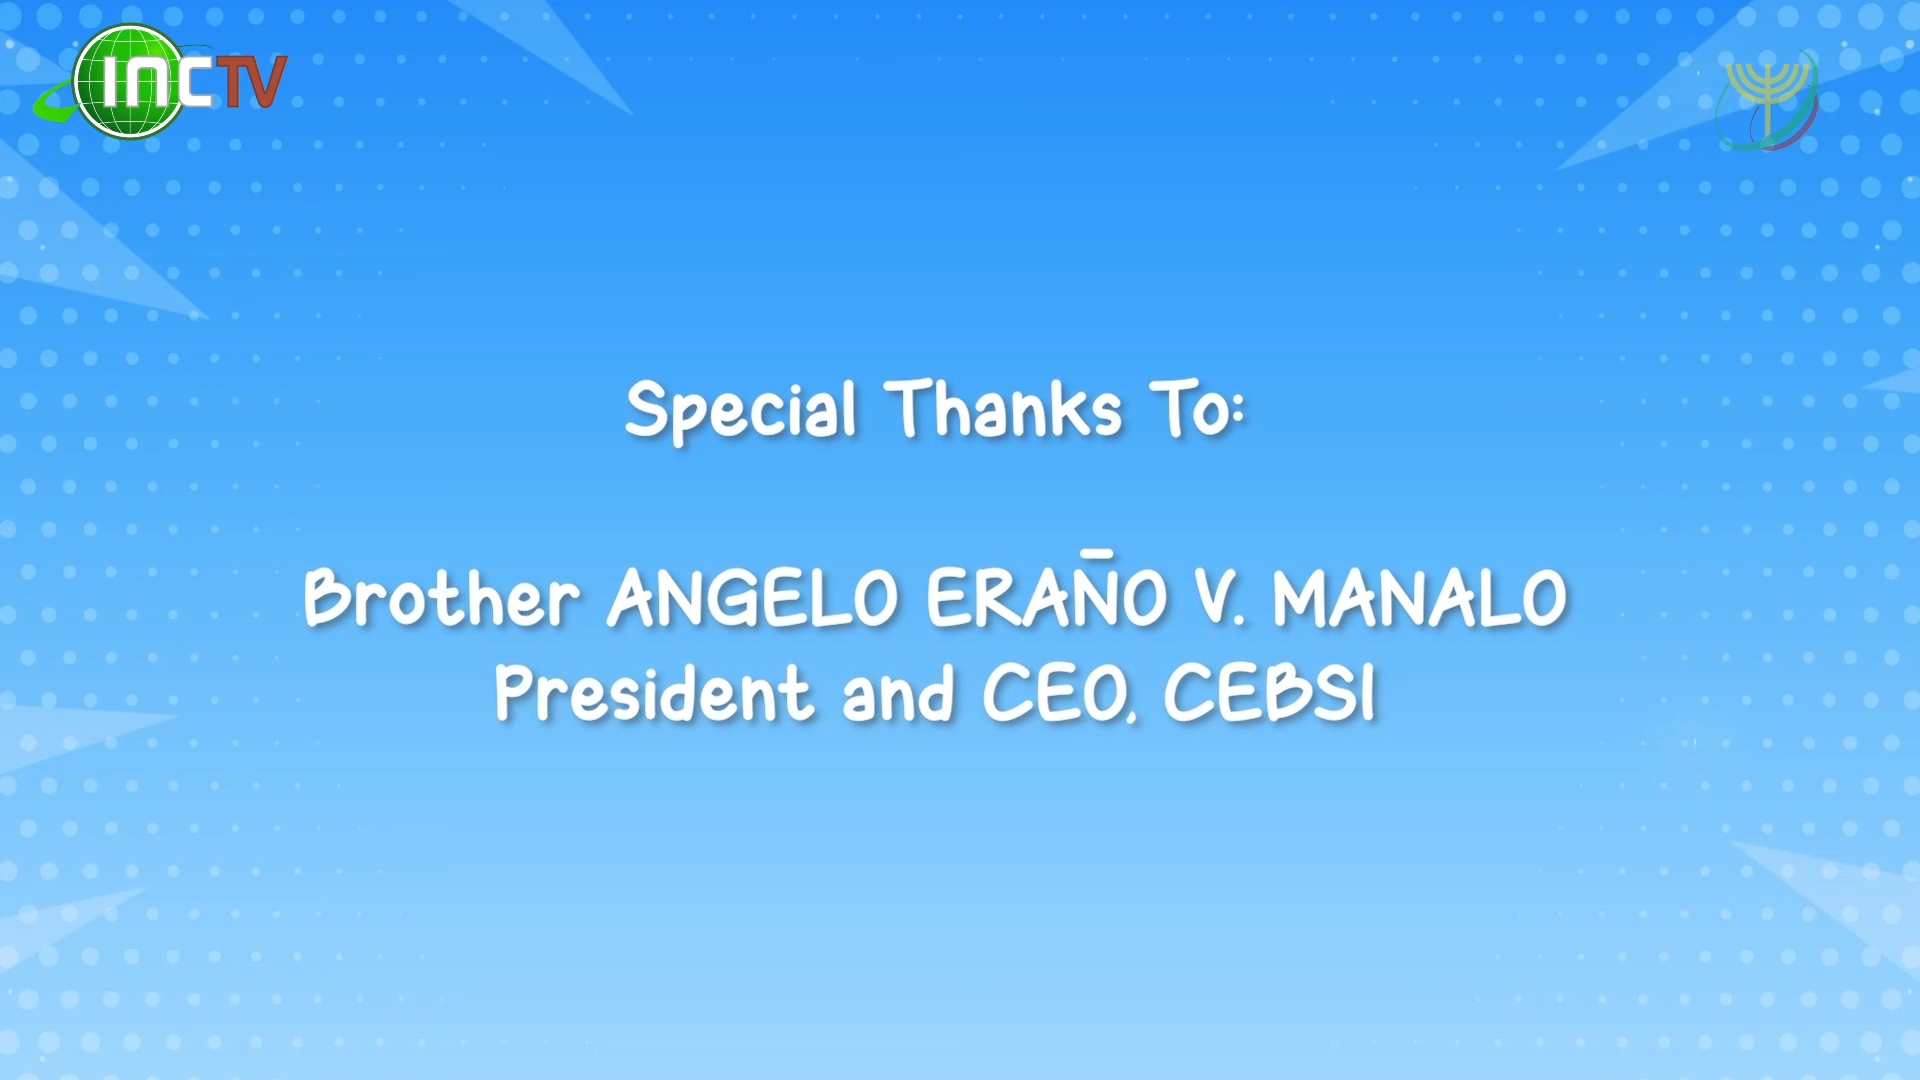 INCTV
Special Thanks To:
Brother ANGELO ERAÑO V. MANALO
President and CEO, CEBSI